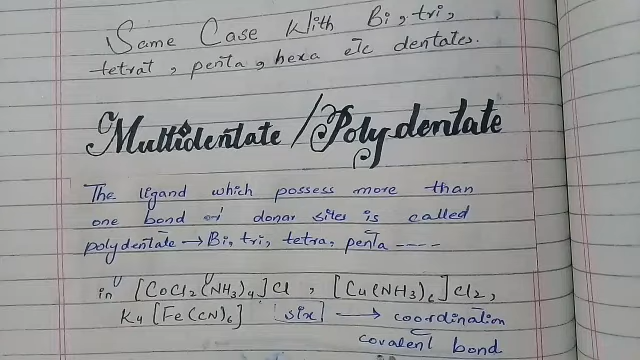 Same Case With Bi, tri,
tetrat, penta, hexa etc dentates.
Multidentate / Polydentate
The ligand which possess more than
one bond or donar sites is called
polydentate → Bi, tri, tetra, penta ----
in [CoCl2(NH3)4]Cl, [Cu(NH3)6]Cl2,
K4[Fe(CN)6] [six] → coordination
covalent bond